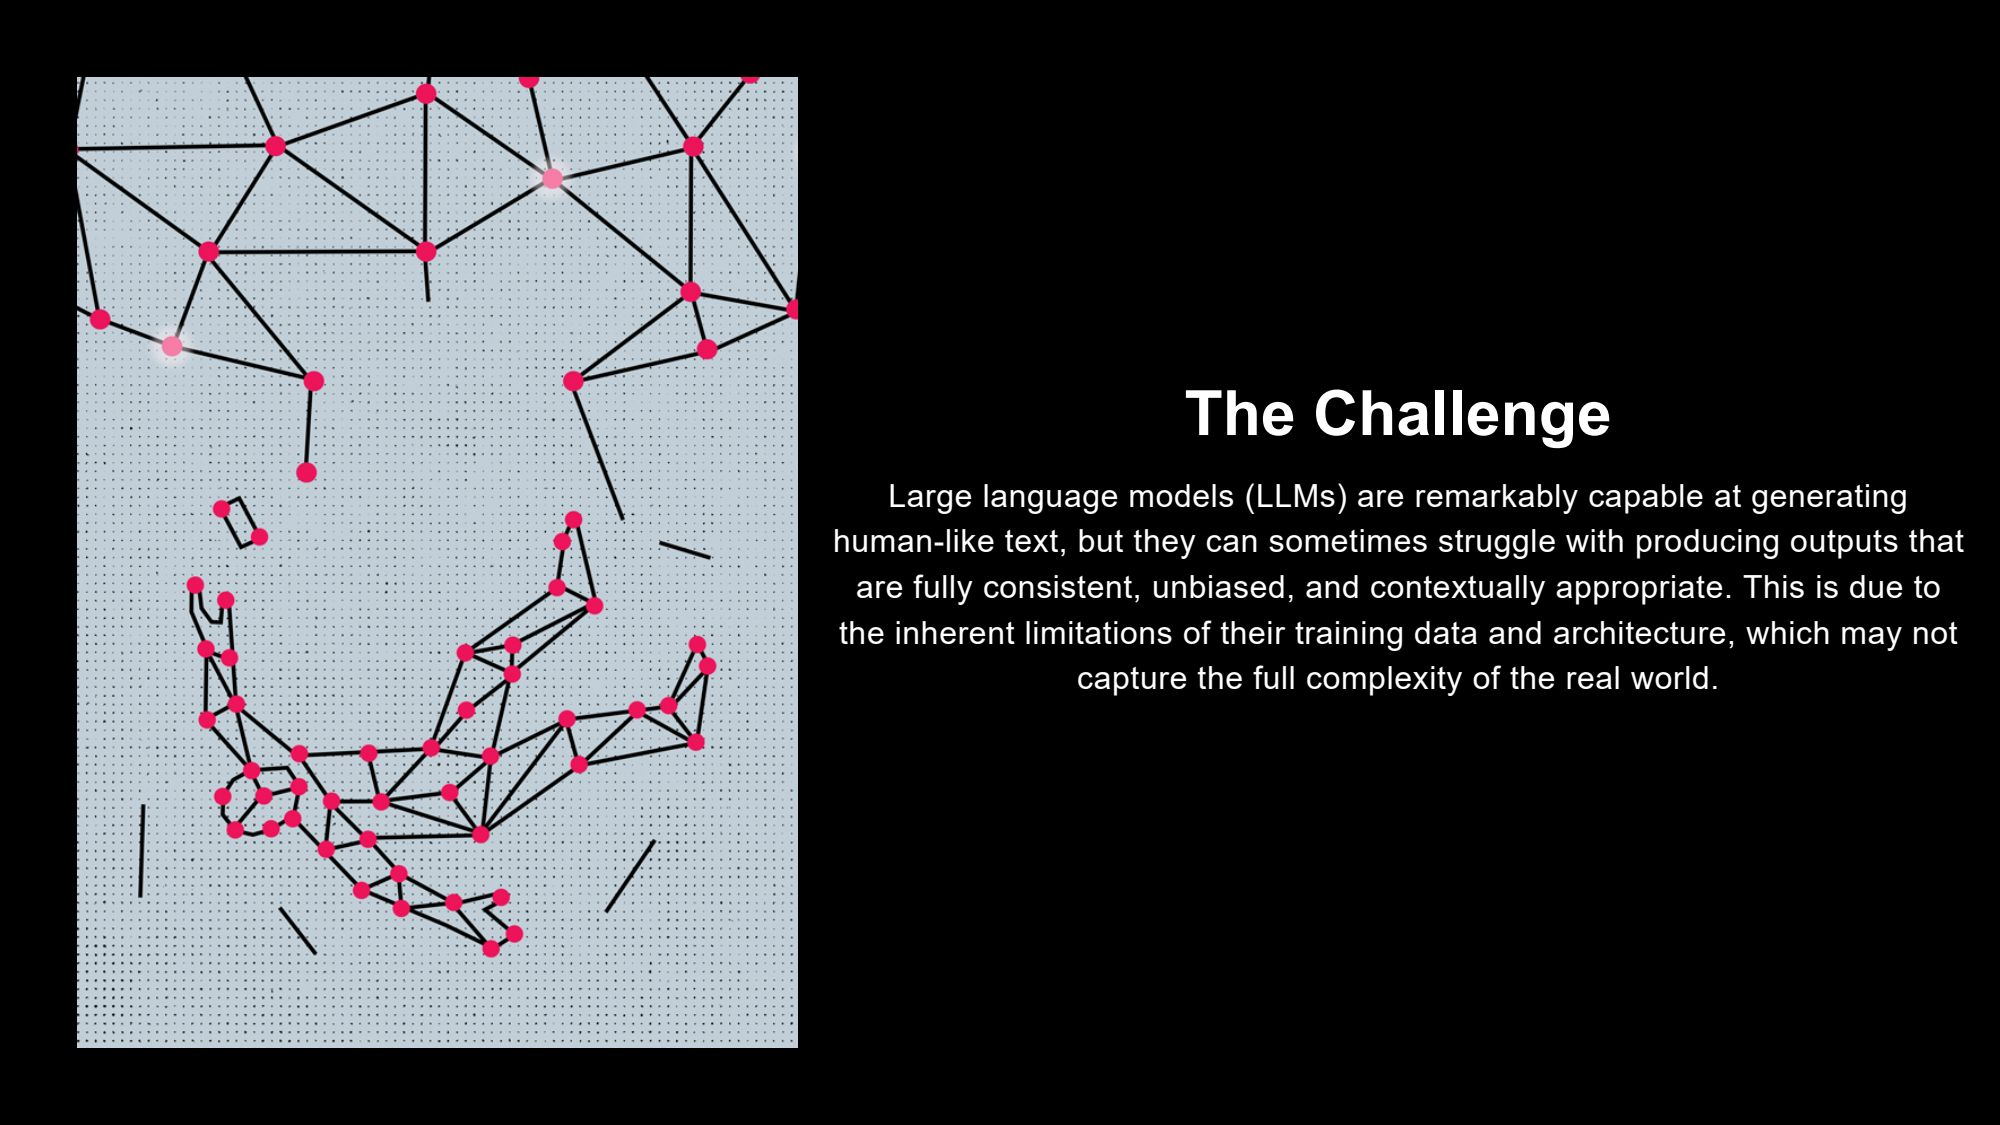 The Challenge
Large language models (LLMs) are remarkably capable at generating
human-like text, but they can sometimes struggle with producing outputs that
are fully consistent, unbiased, and contextually appropriate. This is due to
the inherent limitations of their training data and architecture, which may not
capture the full complexity of the real world.